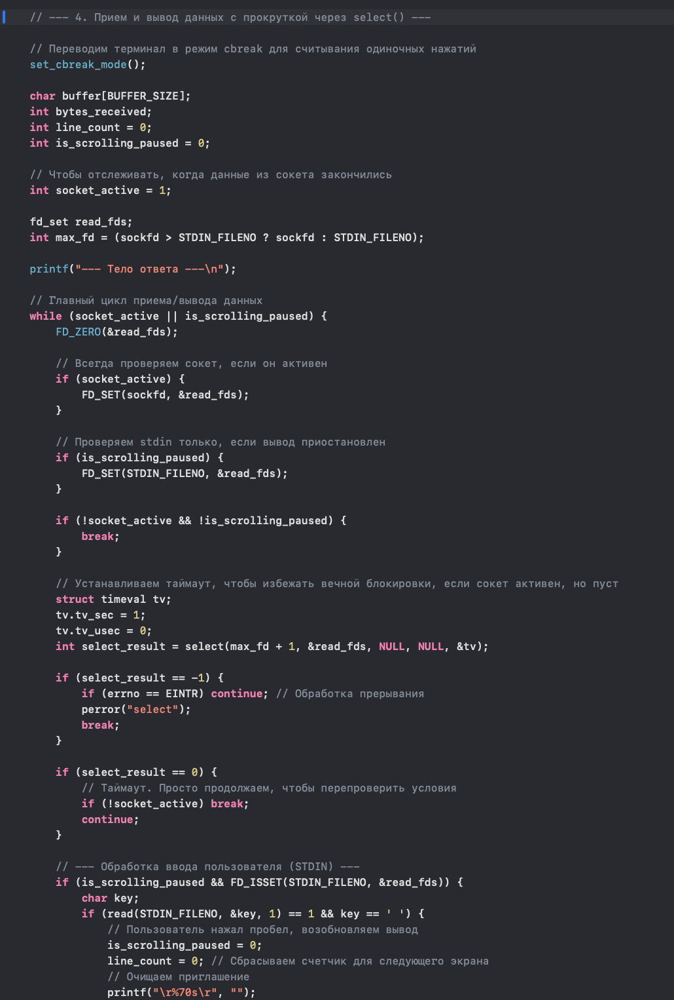 // --- 4. Прием и вывод данных с прокруткой через select() ---
// Переводим терминал в режим cbreak для считывания одиночных нажатий
set_cbreak_mode();
char buffer[BUFFER_SIZE];
int bytes_received;
int line_count = 0;
int is_scrolling_paused = 0;
// Чтобы отслеживать, когда данные из сокета закончились
int socket_active = 1;
fd_set read_fds;
int max_fd = (sockfd > STDIN_FILENO ? sockfd : STDIN_FILENO);
printf("--- Тело ответа ---\n");
// Главный цикл приема/вывода данных
while (socket_active || is_scrolling_paused) {
    FD_ZERO(&read_fds);
    // Всегда проверяем сокет, если он активен
    if (socket_active) {
        FD_SET(sockfd, &read_fds);
    }
    // Проверяем stdin только, если вывод приостановлен
    if (is_scrolling_paused) {
        FD_SET(STDIN_FILENO, &read_fds);
    }
    if (!socket_active && !is_scrolling_paused) {
        break;
    }
    // Устанавливаем таймаут, чтобы избежать вечной блокировки, если сокет активен, но пуст
    struct timeval tv;
    tv.tv_sec = 1;
    tv.tv_usec = 0;
    int select_result = select(max_fd + 1, &read_fds, NULL, NULL, &tv);
    if (select_result == -1) {
        if (errno == EINTR) continue; // Обработка прерывания
        perror("select");
        break;
    }
    if (select_result == 0) {
        // Таймаут. Просто продолжаем, чтобы перепроверить условия
        if (!socket_active) break;
        continue;
    }
    // --- Обработка ввода пользователя (STDIN) ---
    if (is_scrolling_paused && FD_ISSET(STDIN_FILENO, &read_fds)) {
        char key;
        if (read(STDIN_FILENO, &key, 1) == 1 && key == ' ') {
            // Пользователь нажал пробел, возобновляем вывод
            is_scrolling_paused = 0;
            line_count = 0; // Сбрасываем счетчик для следующего экрана
            // Очищаем приглашение
            printf("\r%70s\r", "");